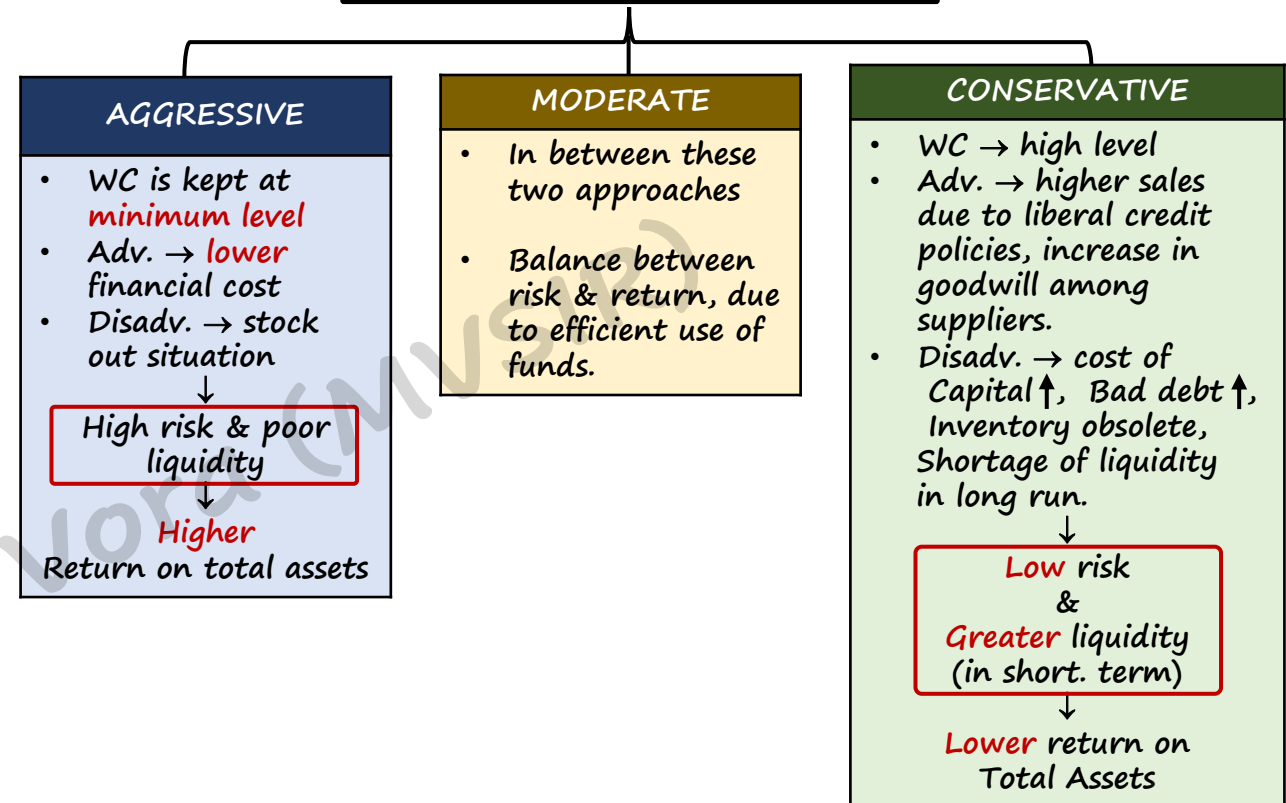 AGGRESSIVE
• WC is kept at
minimum level
• Adv. → lower
financial cost
• Disadv. → stock
out situation
↓
High risk & poor
liquidity
↓
Higher
Return on total assets
MODERATE
• In between these
two approaches
• Balance between
risk & return, due
to efficient use of
funds.
CONSERVATIVE
• WC → high level
• Adv. → higher sales
due to liberal credit
policies, increase in
goodwill among
suppliers.
• Disadv. → cost of
Capital ↑, Bad debt ↑,
Inventory obsolete,
Shortage of liquidity
in long run.
↓
Low risk
&
Greater liquidity
(in short. term)
↓
Lower return on
Total Assets
Vora (MVSIR)